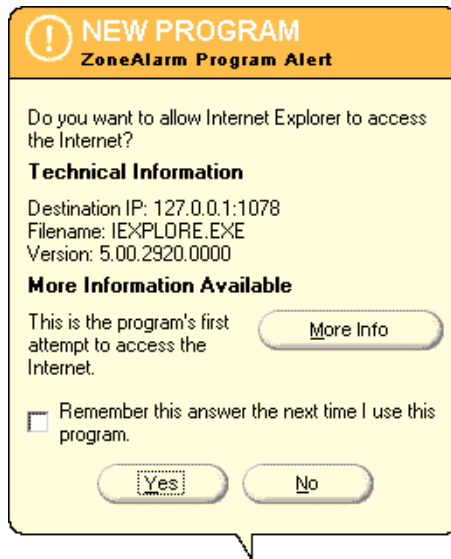 NEW PROGRAM
ZoneAlarm Program Alert
Do you want to allow Internet Explorer to access
the Internet?
Technical Information
Destination IP: 127.0.0.1:1078
Filename: IEXPLORE.EXE
Version: 5.00.2920.0000
More Information Available
This is the program's first
attempt to access the
Internet.
More Info
Remember this answer the next time I use this
program.
Yes
No